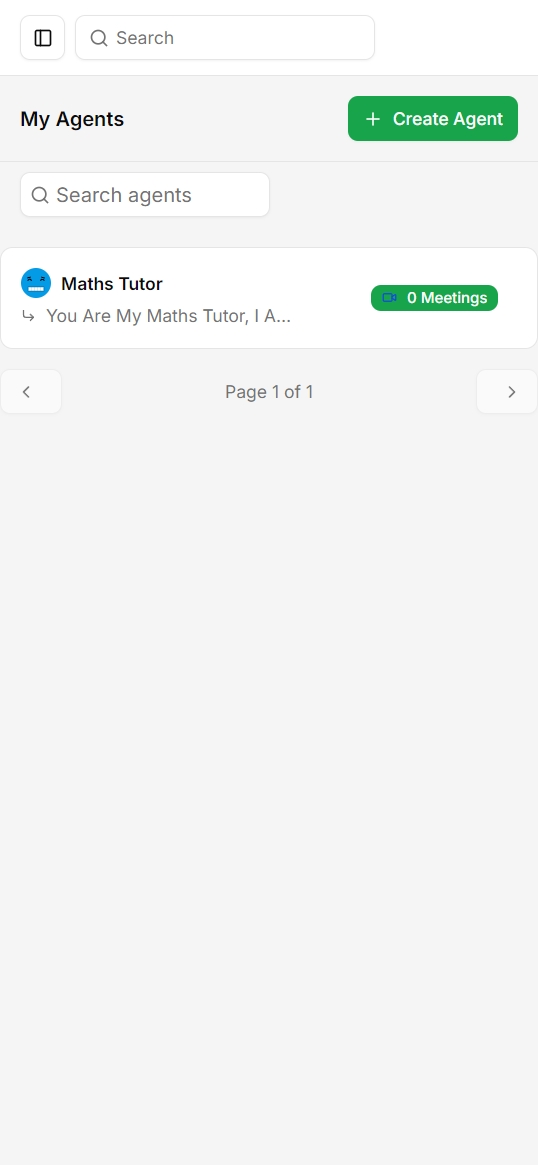 Search
My Agents
Create Agent
Search agents
Maths Tutor
You Are My Maths Tutor, I A...
0 Meetings
Page 1 of 1